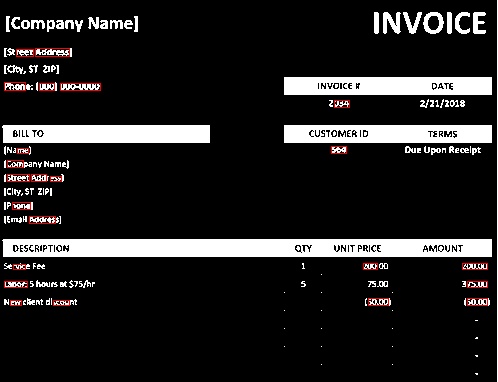 [Company Name] INVOICE
[Street Address]
[City, ST ZIP]
Phone: (000) 000-0000
INVOICE # DATE
2034 2/21/2018
BILL TO CUSTOMER ID TERMS
[Name] 564 Due Upon Receipt
[Company Name]
[Street Address]
[City, ST ZIP]
[Phone]
[Email Address]
DESCRIPTION QTY UNIT PRICE AMOUNT
Service Fee 1 200.00 200.00
Labor: 5 hours at $75/hr 5 75.00 375.00
New client discount (50.00) (50.00)
-
-
-
-